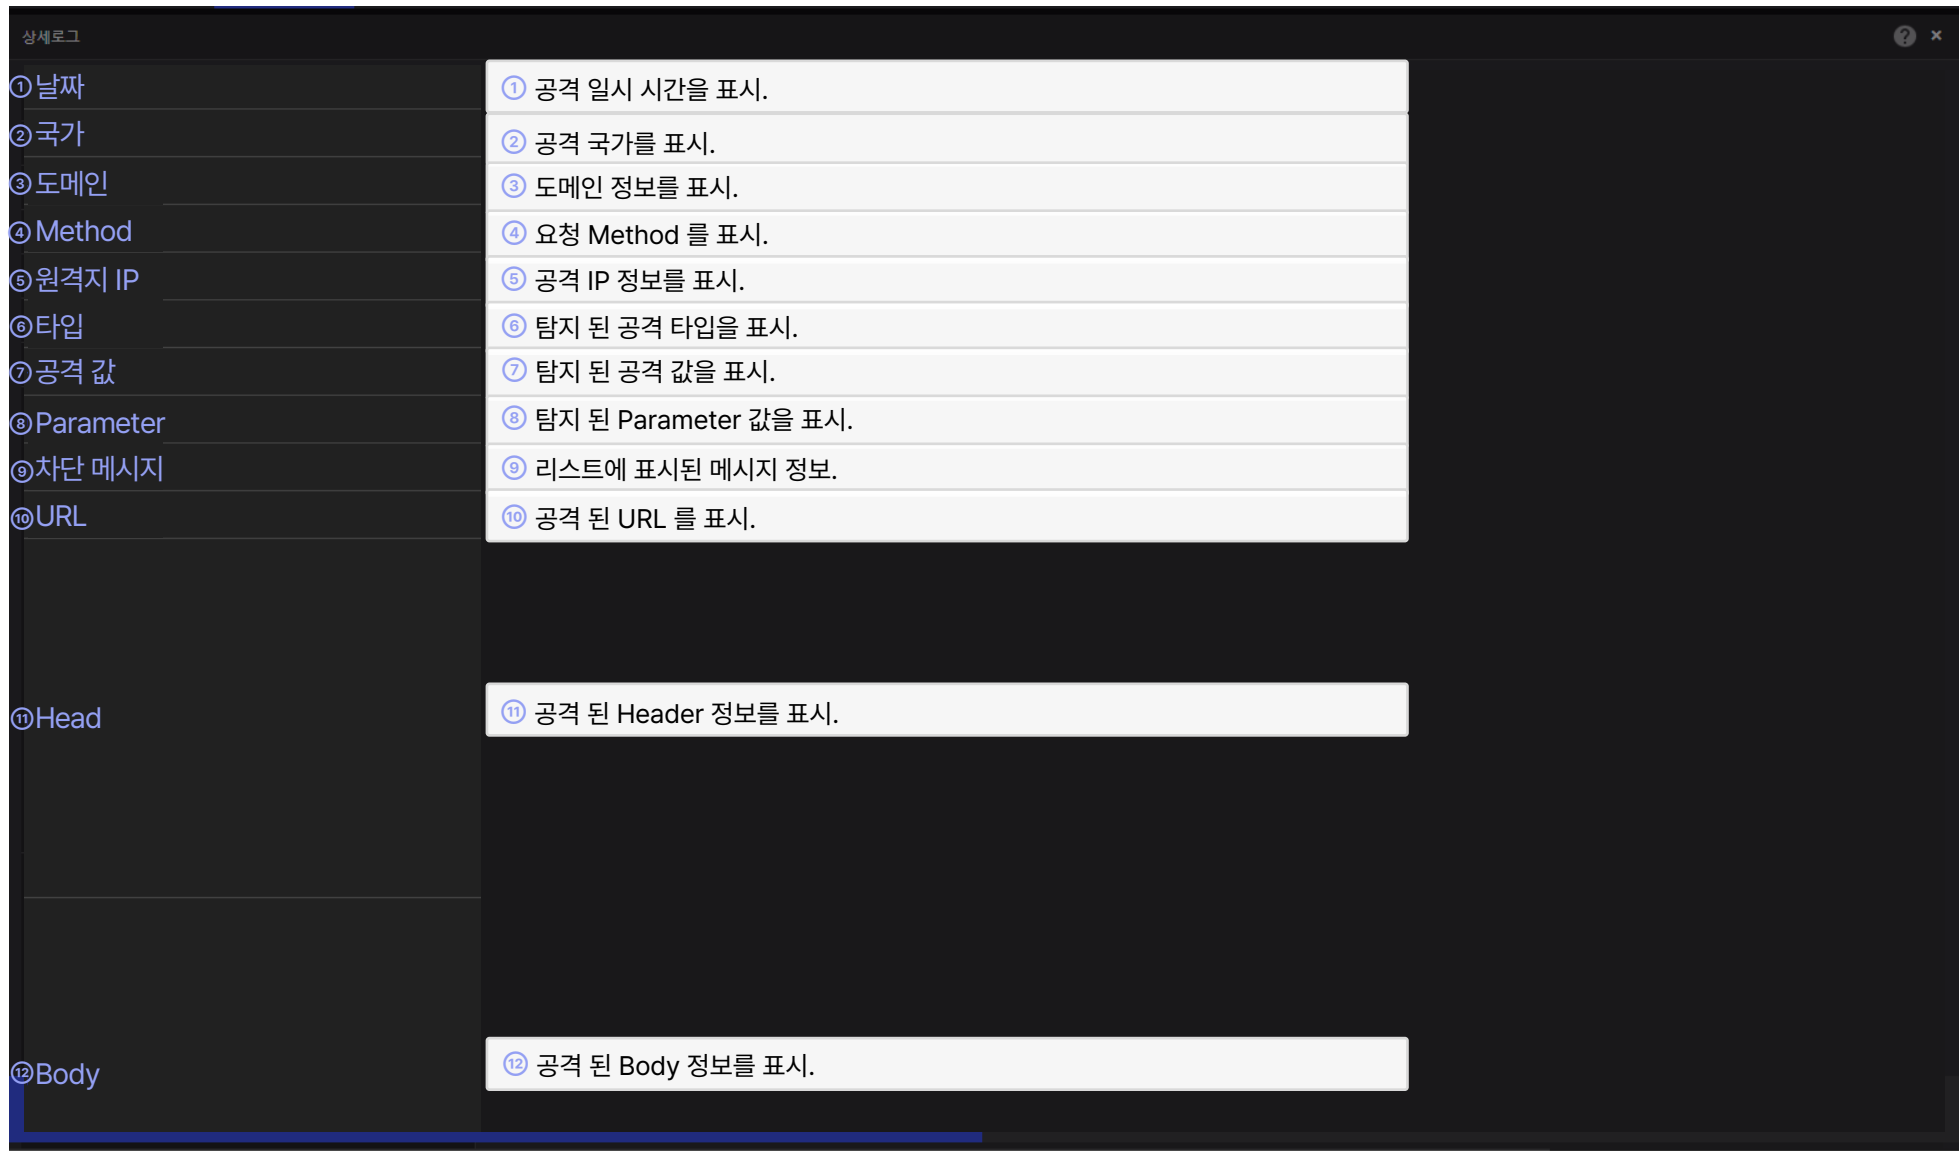 상세로그
①날짜
① 공격 일시 시간을 표시.
②국가
② 공격 국가를 표시.
③도메인
③ 도메인 정보를 표시.
④Method
④ 요청 Method 를 표시.
⑤원격지 IP
⑤ 공격 IP 정보를 표시.
⑥타입
⑥ 탐지 된 공격 타입을 표시.
⑦공격 값
⑦ 탐지 된 공격 값을 표시.
⑧Parameter
⑧ 탐지 된 Parameter 값을 표시.
⑨차단 메시지
⑨ 리스트에 표시된 메시지 정보.
⑩URL
⑩ 공격 된 URL 를 표시.
⑪Head
⑪ 공격 된 Header 정보를 표시.
⑫Body
⑫ 공격 된 Body 정보를 표시.